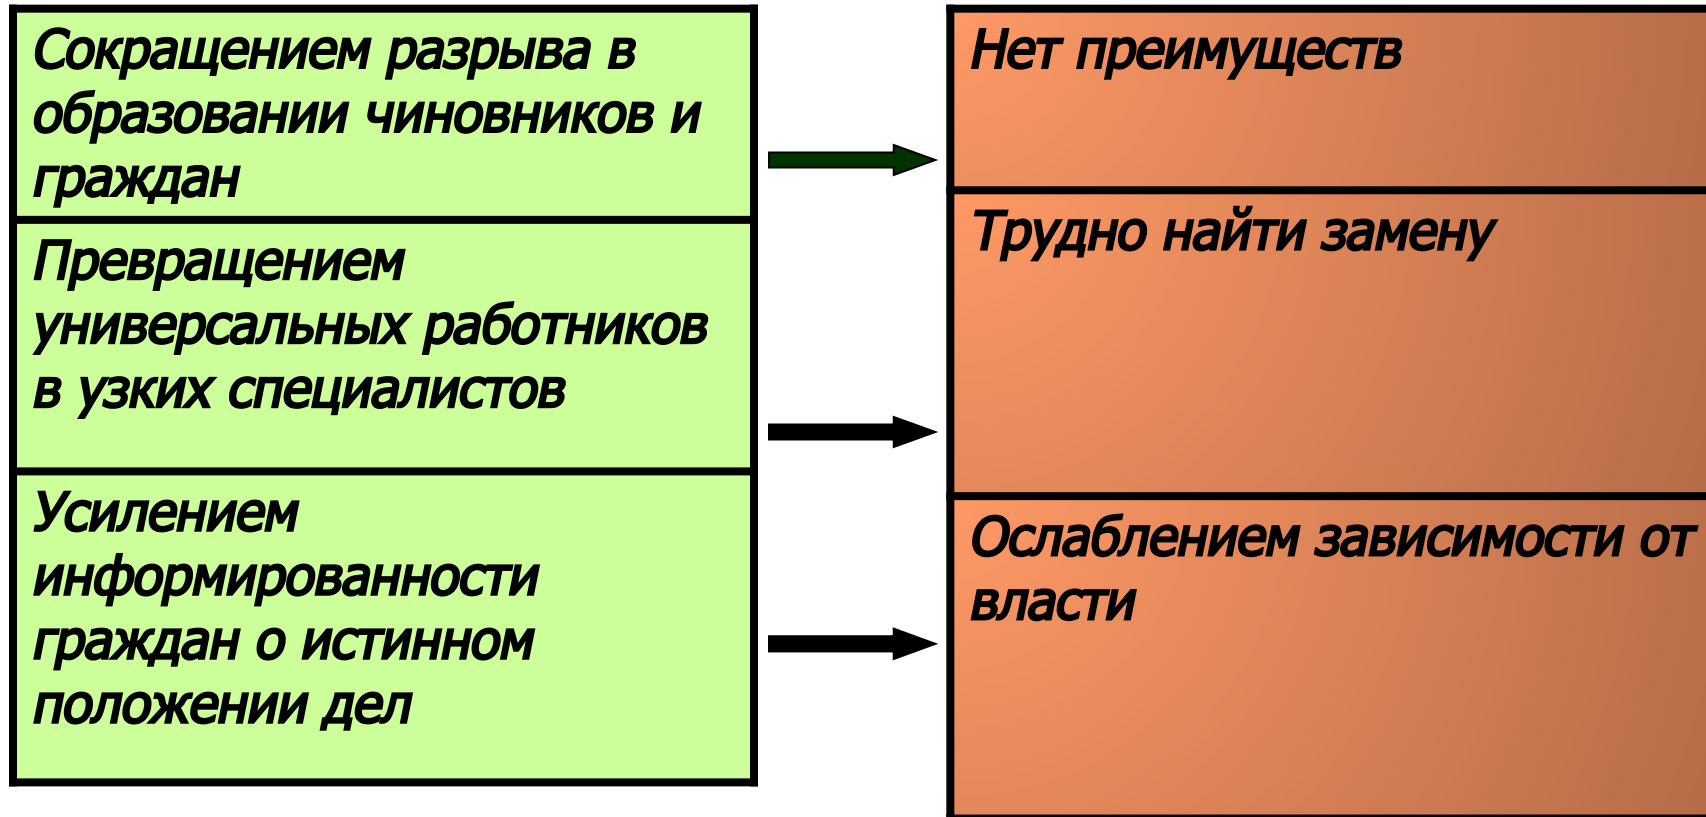 Сокращением разрыва в
образовании чиновников и
граждан
Превращением
универсальных работников
в узких специалистов
Усилением
информированности
граждан о истинном
положении дел
Нет преимуществ
Трудно найти замену
Ослаблением зависимости от
власти